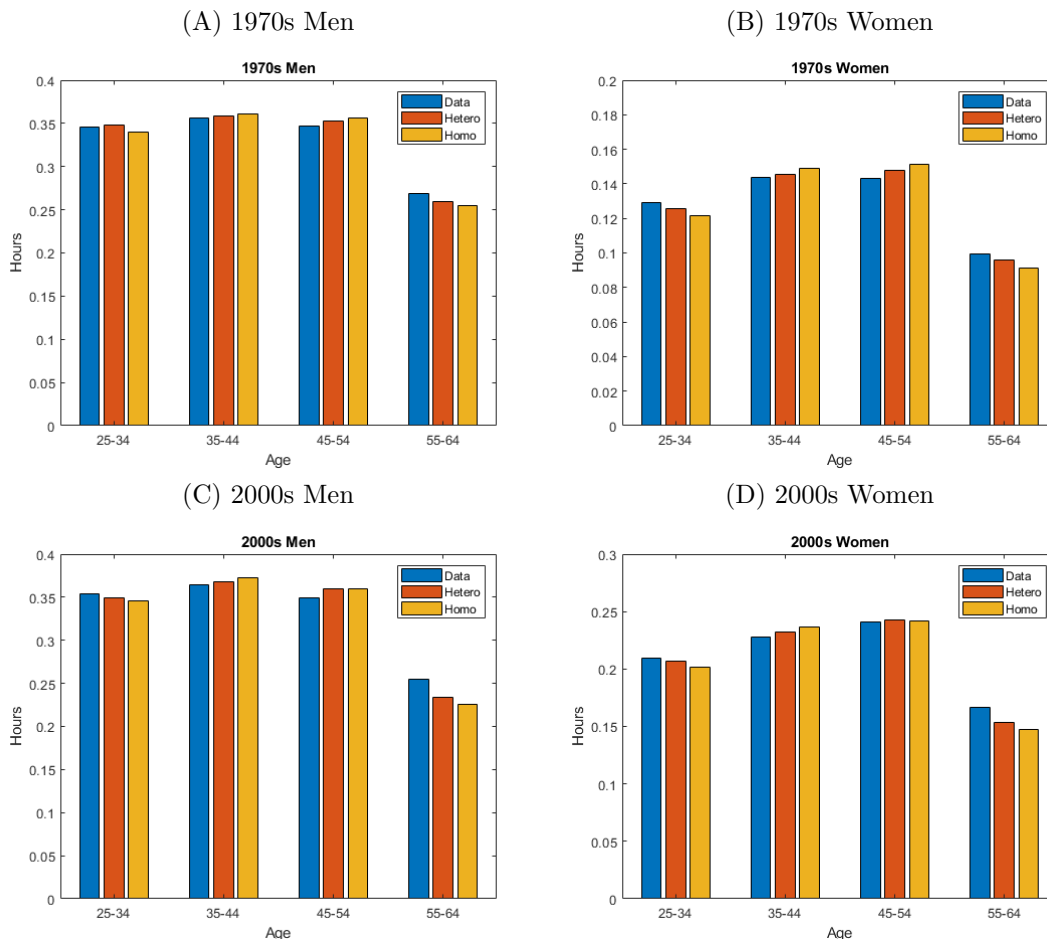 (A) 1970s Men
1970s Men
0.4
0.35
0.3
0.25
0.2
0.15
0.1
0.05
0
Hours
25-34 35-44 45-54 55-64
Age
Data
Hetero
Homo
(B) 1970s Women
1970s Women
0.2
0.18
0.16
0.14
0.12
0.1
0.08
0.06
0.04
0.02
0
Hours
25-34 35-44 45-54 55-64
Age
Data
Hetero
Homo
(C) 2000s Men
2000s Men
0.4
0.35
0.3
0.25
0.2
0.15
0.1
0.05
0
Hours
25-34 35-44 45-54 55-64
Age
Data
Hetero
Homo
(D) 2000s Women
2000s Women
0.3
0.25
0.2
0.15
0.1
0.05
0
Hours
25-34 35-44 45-54 55-64
Age
Data
Hetero
Homo